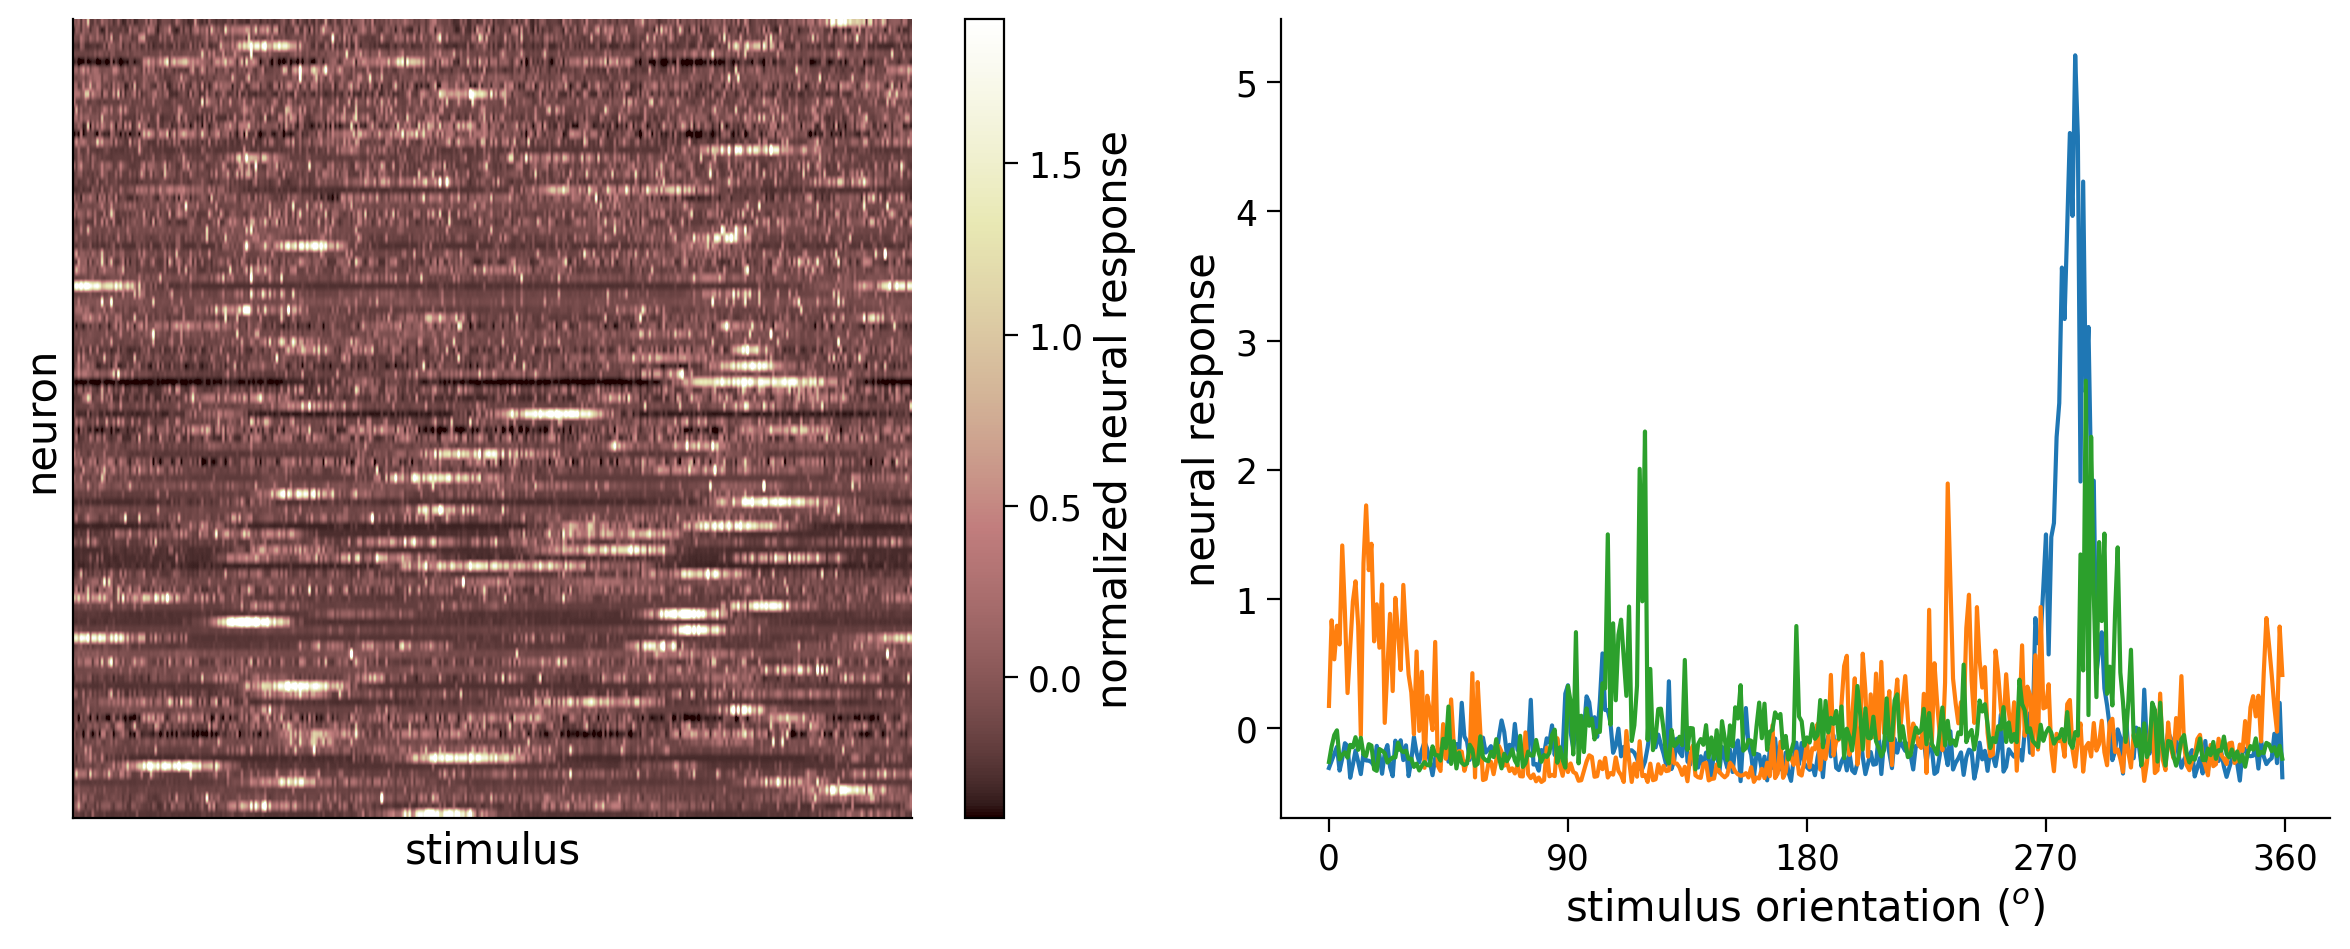 neuron
stimulus
1.5
1.0
0.5
0.0
normalized neural response
neural response
5
4
3
2
1
0
0 90 180 270 360
stimulus orientation (º)